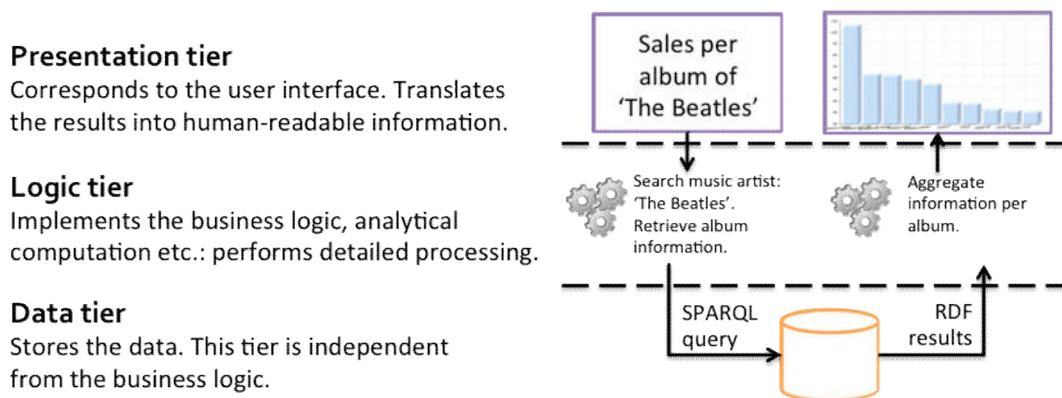 Presentation tier
Corresponds to the user interface. Translates
the results into human-readable information.
Logic tier
Implements the business logic, analytical
computation etc.: performs detailed processing.
Data tier
Stores the data. This tier is independent
from the business logic.
Sales per
album of
‘The Beatles’
Search music artist:
‘The Beatles’.
Retrieve album
information.
Aggregate
information per
album.
SPARQL
query
RDF
results